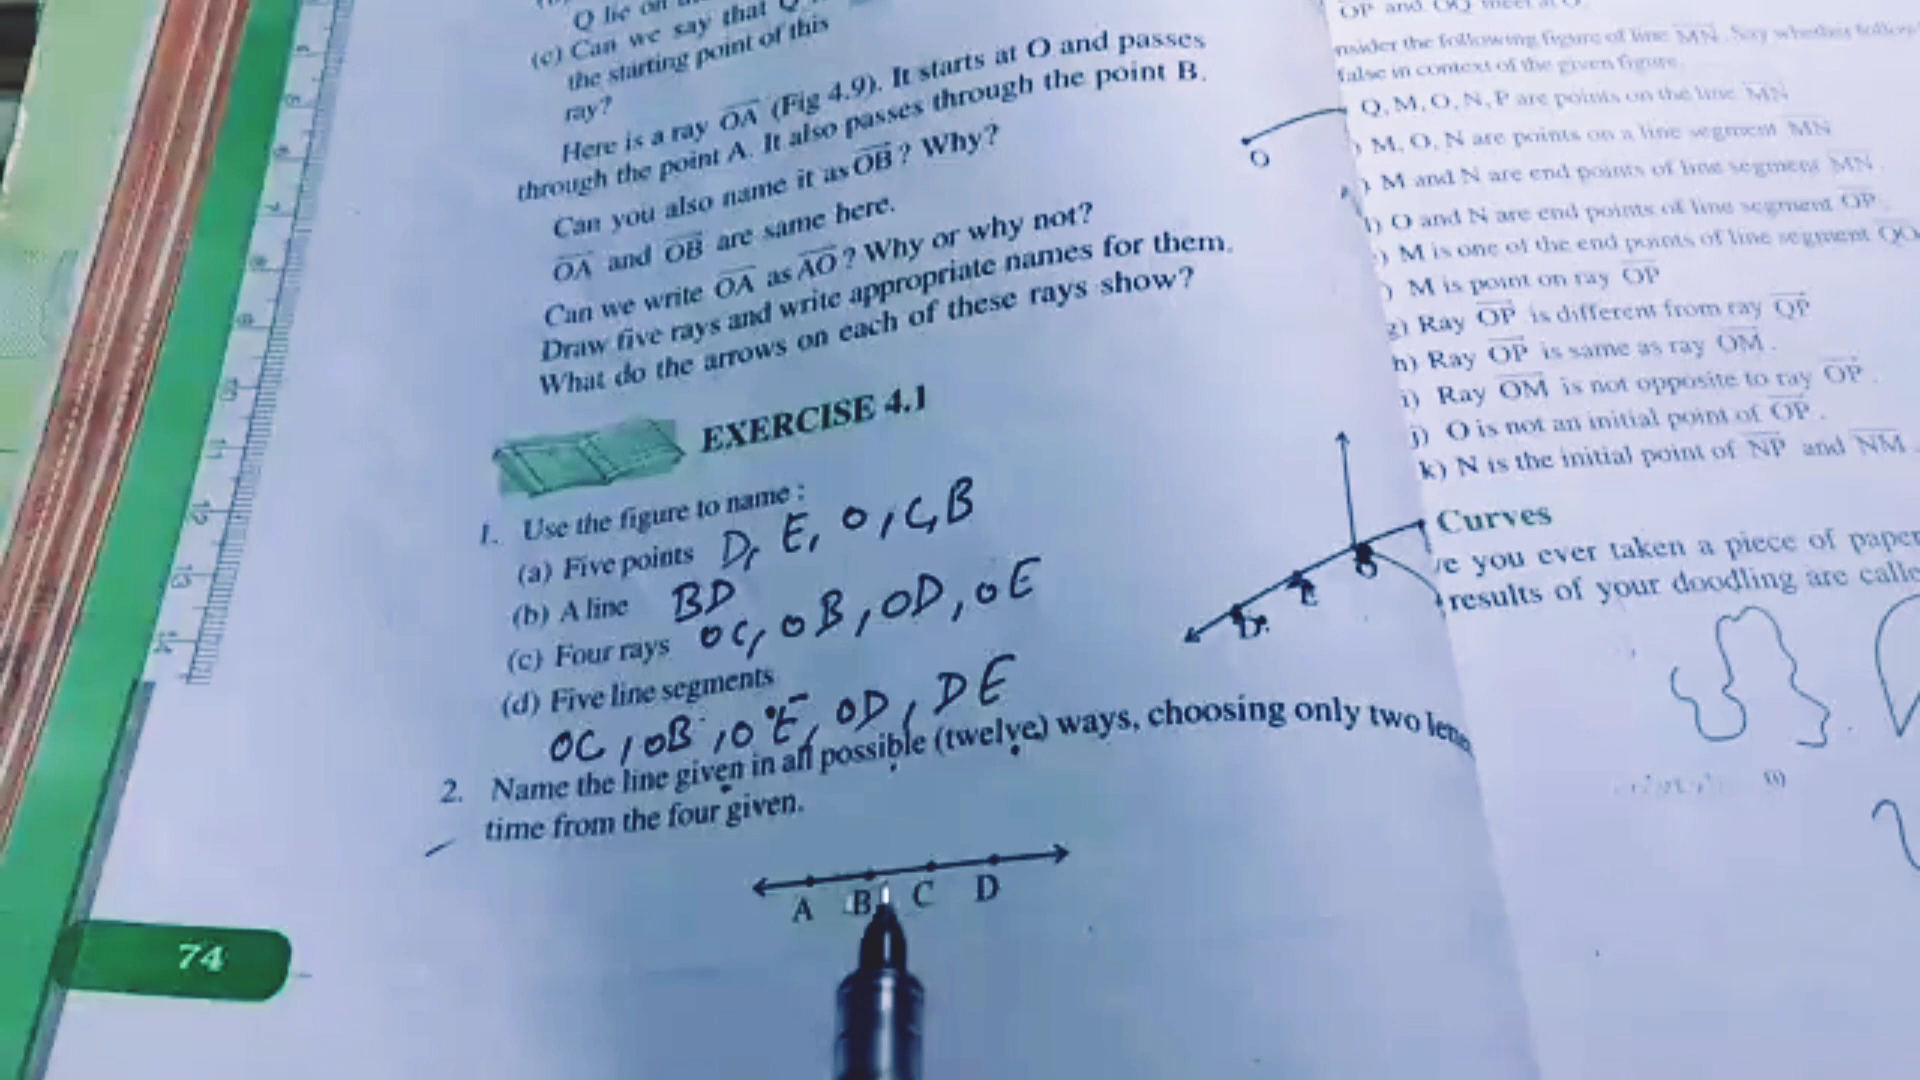 Q lie on
(c) Can we say that Q
the starting point of this
ray?
Here is a ray OA (Fig 4.9). It starts at O and passes
through the point A. It also passes through the point B.
Can you also name it as OB? Why?
OA and OB are same here.
Can we write OA as AO? Why or why not?
Draw five rays and write appropriate names for them.
What do the arrows on each of these rays show?
O
EXERCISE 4.1
1. Use the figure to name :
(a) Five points D, E, O, C, B
(b) A line BD
(c) Four rays OC, OB, OD, OE
(d) Five line segments
OC, OB, OE, OD, DE
D
E
O
2. Name the line given in all possible (twelve) ways, choosing only two
time from the four given.
A B C D
74
OP and OQ meet at O.
the following figure of line MN. Say whether
false in context of the given figure.
Q, M, O, N, P are points on the line MN
M, O, N are points on a line segment MN
M and N are end points of line segment MN.
O and N are end points of line segment OP.
M is one of the end points of line segment QO
M is point on ray OP
g) Ray OP is different from ray QP
h) Ray OP is same as ray OM.
i) Ray OM is not opposite to ray OP.
j) O is not an initial point of OP.
k) N is the initial point of NP and NM.
Curves
you ever taken a piece of paper
results of your doodling are
(i)